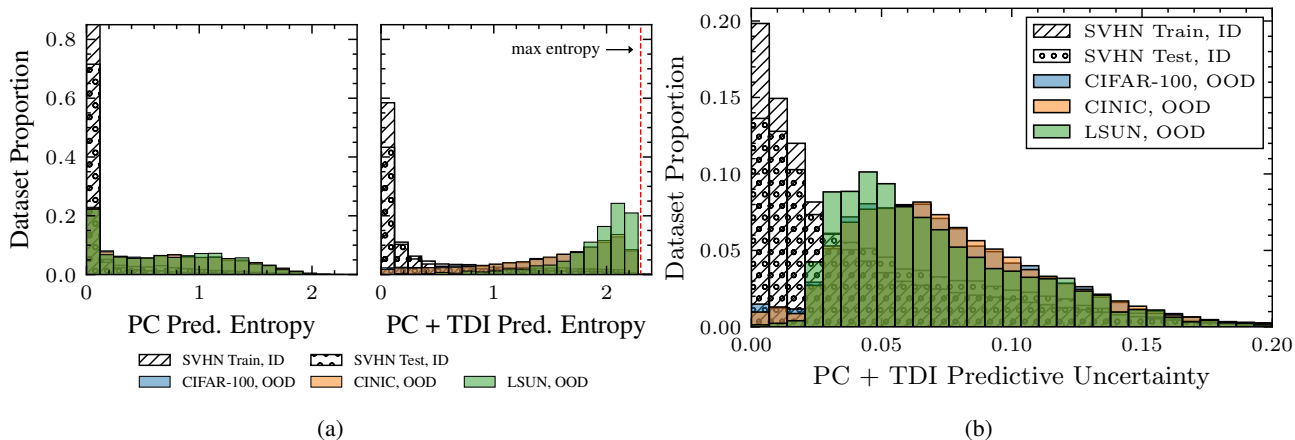 Dataset Proportion
0.8
0.6
0.4
0.2
0.0
max entropy →
0 1 2
0 1 2
PC Pred. Entropy
PC + TDI Pred. Entropy
SVHN Train, ID
SVHN Test, ID
CIFAR-100, OOD
CINIC, OOD
LSUN, OOD
(a)
Dataset Proportion
0.20
0.15
0.10
0.05
0.00
SVHN Train, ID
SVHN Test, ID
CIFAR-100, OOD
CINIC, OOD
LSUN, OOD
0.00 0.05 0.10 0.15 0.20
PC + TDI Predictive Uncertainty
(b)